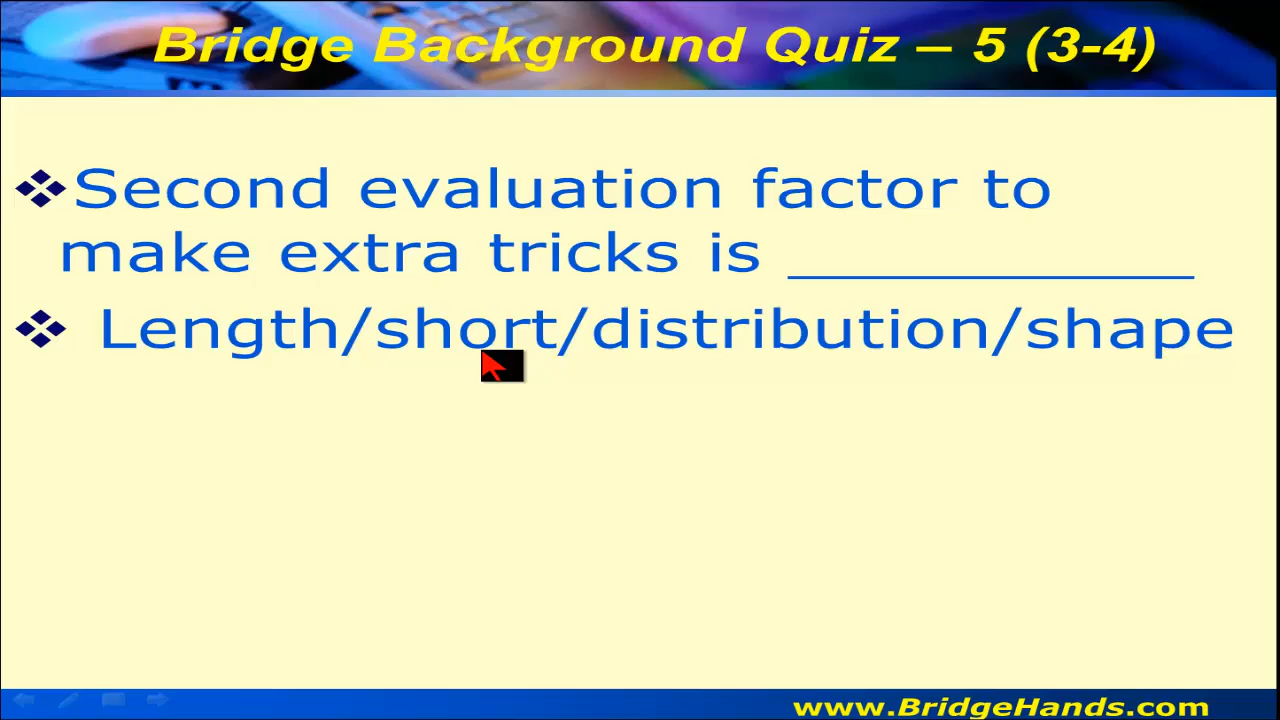 Bridge Background Quiz – 5 (3-4)
Second evaluation factor to
make extra tricks is ___________
Length/short/distribution/shape
www.BridgeHands.com